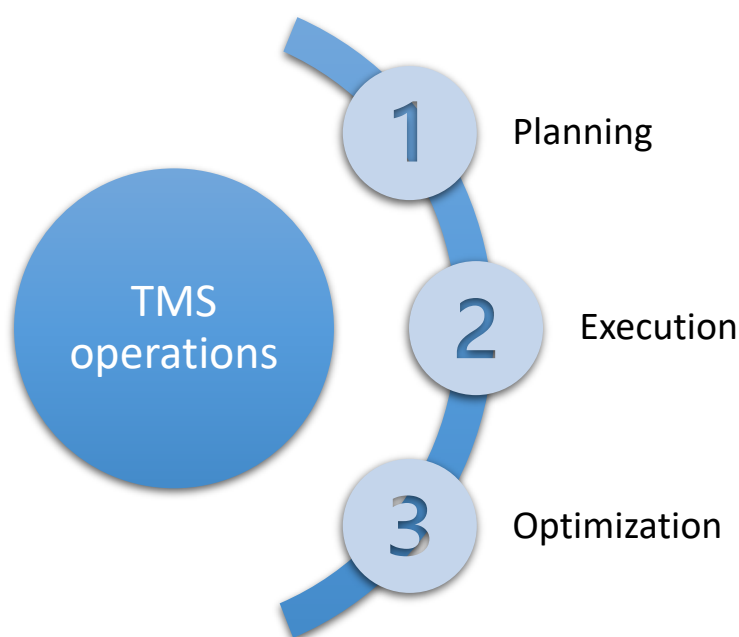 TMS
operations
1
Planning
2
Execution
3
Optimization